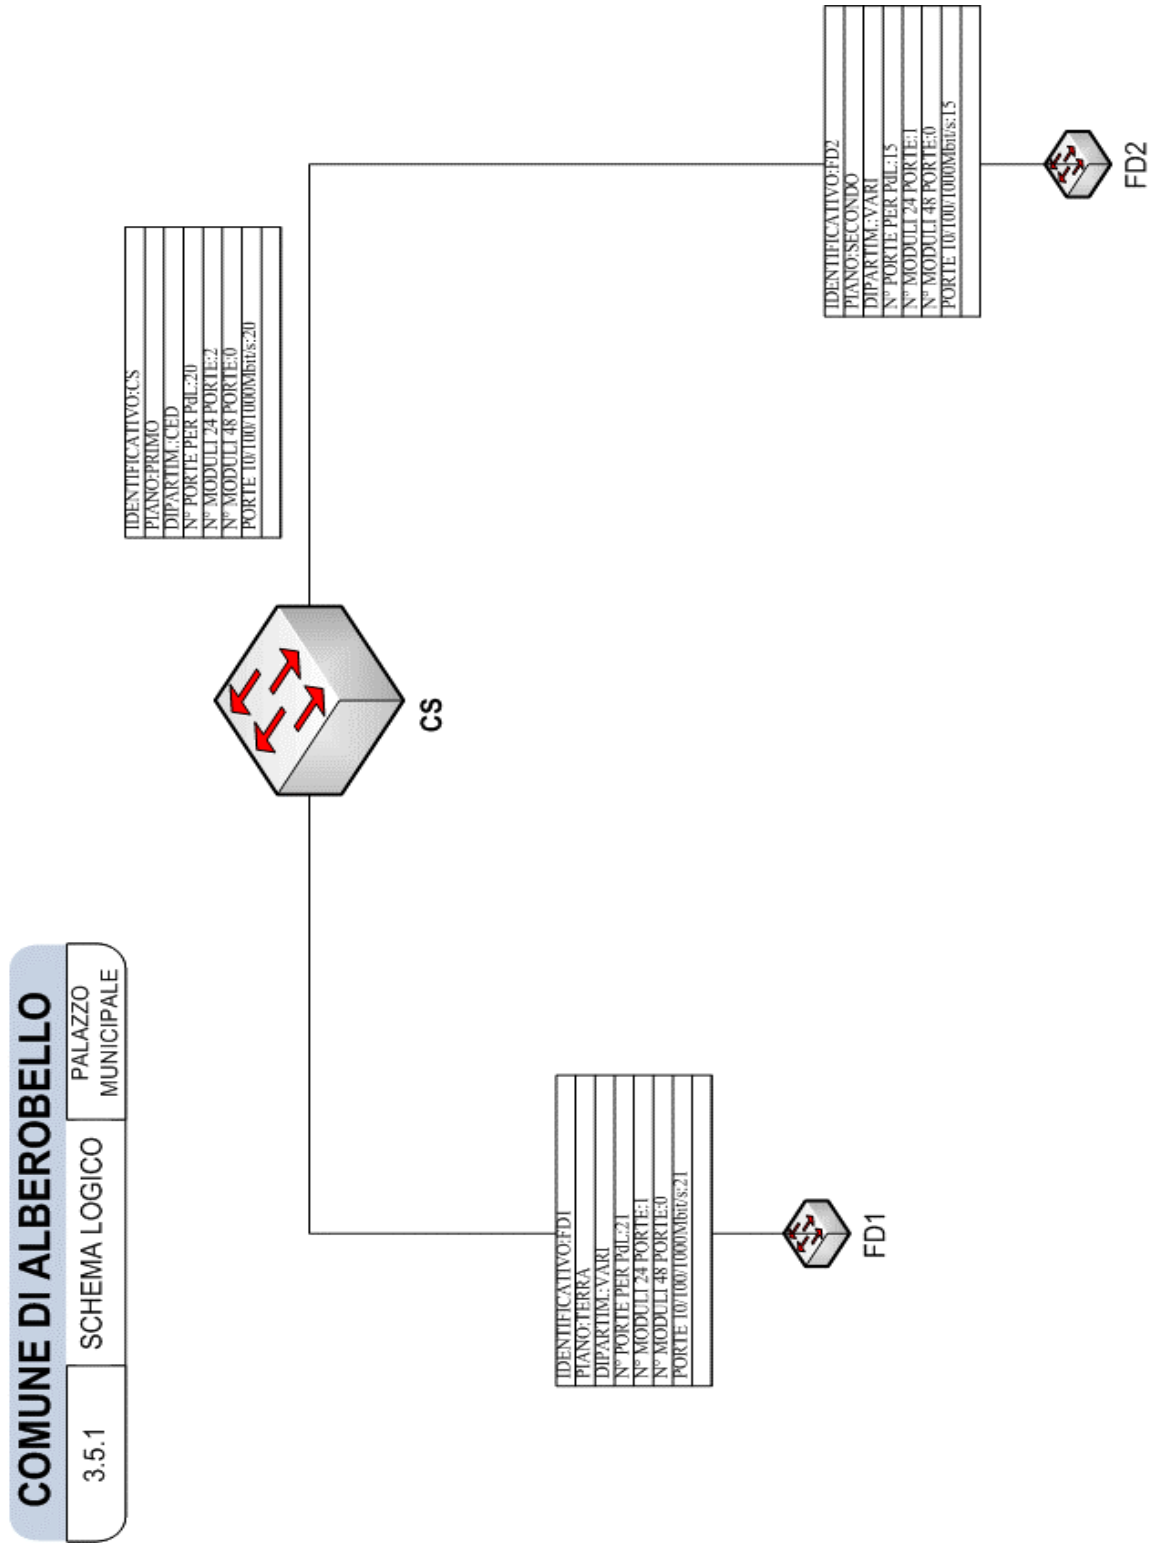 COMUNE DI ALBEROBELLO
3.5.1
SCHEMA LOGICO
PALAZZO
MUNICIPALE
IDENTIFICATIVO:CS
PIANO:PRIMO
DIPARTIM.:CED
N° PORTE PER PdL:20
N° MODULI 24 PORTE:2
N° MODULI 48 PORTE:0
PORTE 10/100/1000Mbit/s:20
CS
IDENTIFICATIVO:FD1
PIANO:TERRA
DIPARTIM.:VARI
N° PORTE PER PdL:21
N° MODULI 24 PORTE:1
N° MODULI 48 PORTE:0
PORTE 10/100/1000Mbit/s:21
FD1
IDENTIFICATIVO:FD2
PIANO:SECONDO
DIPARTIM.:VARI
N° PORTE PER PdL:15
N° MODULI 24 PORTE:1
N° MODULI 48 PORTE:0
PORTE 10/100/1000Mbit/s:15
FD2